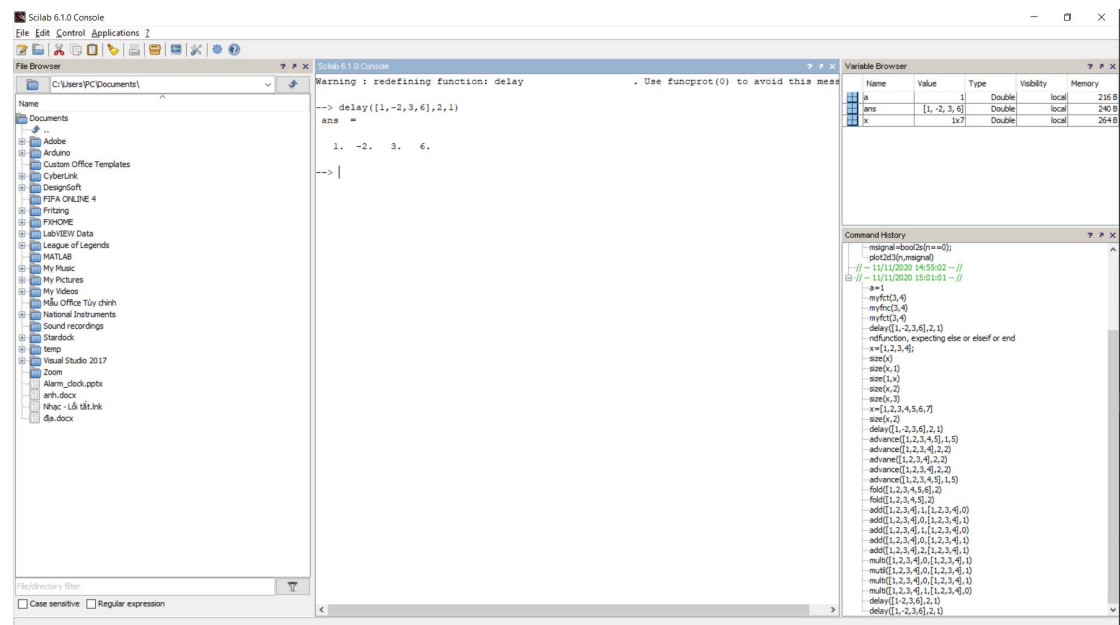 Scilab 6.1.0 Console
File Edit Control Applications ?
File Browser
C:\Users\PC\Documents\
Name
Documents
..
Adobe
Arduino
Custom Office Templates
CyberLink
DesignSoft
FIFA ONLINE 4
Fritzing
FXHOME
LabVIEW Data
League of Legends
MATLAB
My Music
My Pictures
My Videos
Mẫu Office Tùy chỉnh
National Instruments
Sound recordings
Stardock
temp
Visual Studio 2017
Zoom
Alarm_clock.pptx
anh.docx
Nhạc - Lối tắt.lnk
địa.docx
File/directory filter
Case sensitive Regular expression
Scilab 6.1.0 Console
Warning : redefining function: delay . Use funcprot(0) to avoid this mess
--> delay([1,-2,3,6],2,1)
ans =
1. -2. 3. 6.
-->
Variable Browser
Name Value Type Visibility Memory
a 1 Double local 216 B
ans [1, -2, 3, 6] Double local 240 B
x 1x7 Double local 264 B
Command History
msignal=bool2s(n==0);
plot2d3(n,msignal)
// -- 11/11/2020 14:55:02 -- //
// -- 11/11/2020 15:01:01 -- //
a=1
myfct(3,4)
myfnc(3,4)
myfct(3,4)
delay([1,-2,3,6],2,1)
ndfunction, expecting else or elseif or end
x=[1,2,3,4];
size(x)
size(x,1)
size(1,x)
size(x,2)
size(x,3)
x=[1,2,3,4,5,6,7]
size(x,2)
delay([1,-2,3,6],2,1)
advance([1,2,3,4,5],1,5)
advance([1,2,3,4],2,2)
advane([1,2,3,4],2,2)
advance([1,2,3,4],2,2)
advance([1,2,3,4,5],1,5)
fold([1,2,3,4,5,6],2)
fold([1,2,3,4,5],2)
add([1,2,3,4],1,[1,2,3,4],0)
add([1,2,3,4],0,[1,2,3,4],1)
add([1,2,3,4],1,[1,2,3,4],0)
add([1,2,3,4],0,[1,2,3,4],1)
add([1,2,3,4],2,[1,2,3,4],1)
multi([1,2,3,4],0,[1,2,3,4],1)
mutil([1,2,3,4],0,[1,2,3,4],1)
multi([1,2,3,4],0,[1,2,3,4],1)
multi([1,2,3,4],1,[1,2,3,4],0)
delay([1-2,3,6],2,1)
delay([1,-2,3,6],2,1)